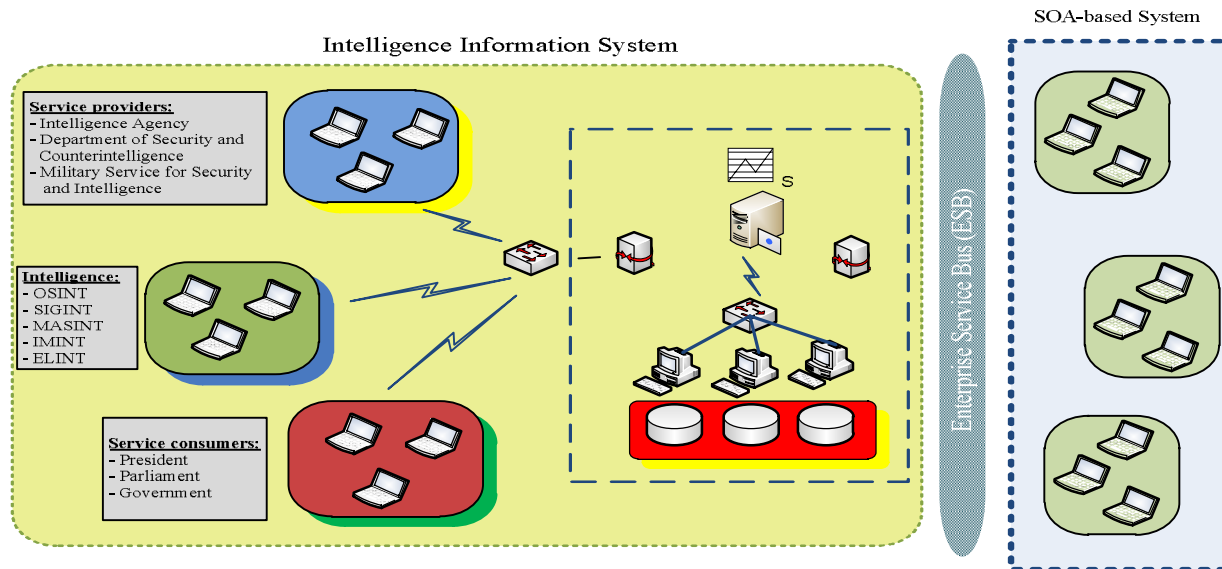 SOA-based System
Intelligence Information System
Service providers:
- Intelligence Agency
- Department of Security and
Counterintelligence
- Military Service for Security
and Intelligence
S
Intelligence:
- OSINT
- SIGINT
- MASINT
- IMINT
- ELINT
Service consumers:
- President
- Parliament
- Government
Enterprise Service Bus (ESB)